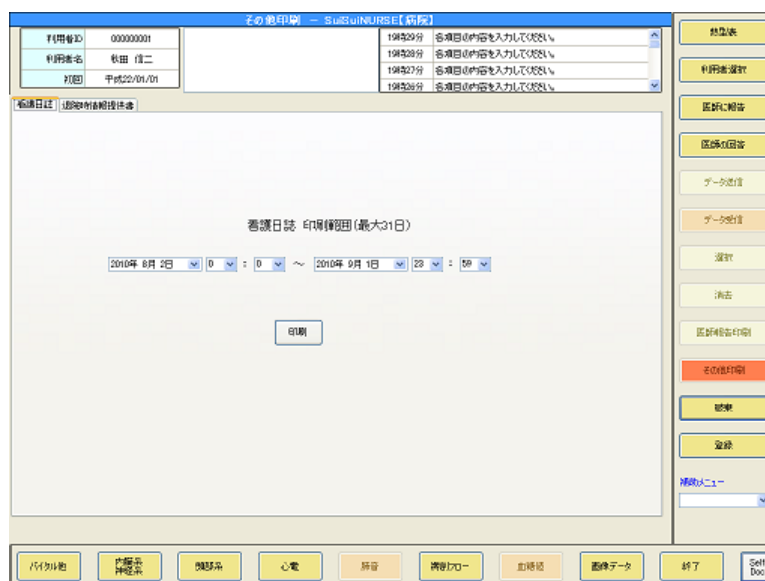 その他印刷 － SuiSuiNURSE【病院】
利用者ID 000000001
利用者名 秋田 信二
初回 平成22/01/01
19時29分 各項目の内容を入力してください。
19時28分 各項目の内容を入力してください。
19時27分 各項目の内容を入力してください。
19時26分 各項目の内容を入力してください。
看護日誌 退院時情報提供書
看護日誌 印刷範囲(最大31日)
2010年 8月 2日 0 : 0 ～ 2010年 9月 1日 23 : 59
印刷
熱型表
利用者選択
医師に報告
医師の回答
データ送信
データ受信
選択
消去
医師報告印刷
その他印刷
破棄
登録
補助メニュー
バイタル他
内臓系
神経系
心電
肺音
褥創フロー
血糖値
画像データ
終了
Self
Doc